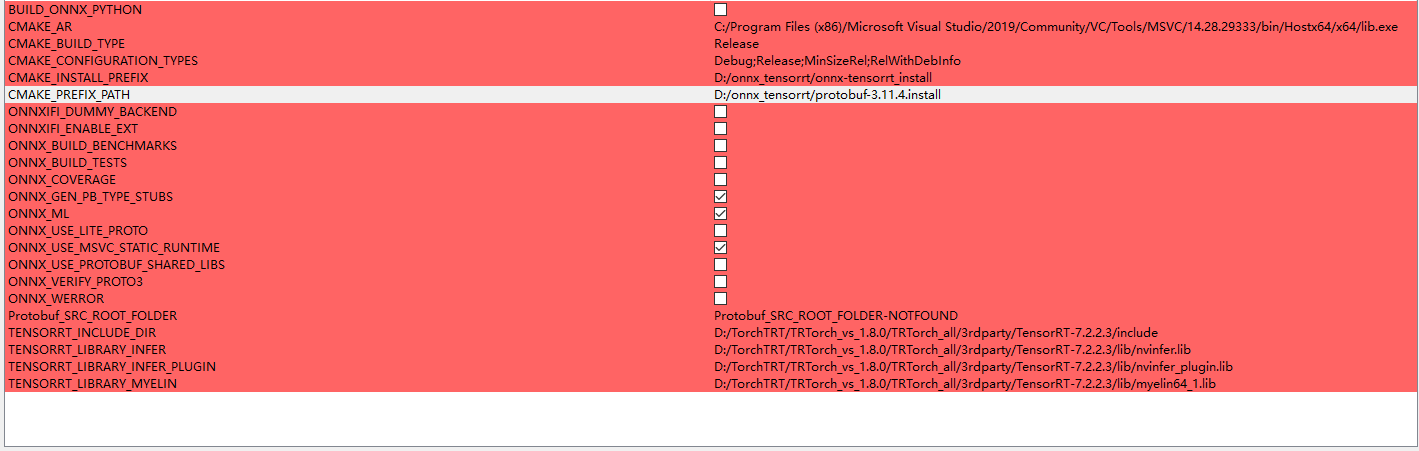 BUILD_ONNX_PYTHON
CMAKE_AR C:/Program Files (x86)/Microsoft Visual Studio/2019/Community/VC/Tools/MSVC/14.28.29333/bin/Hostx64/x64/lib.exe
CMAKE_BUILD_TYPE Release
CMAKE_CONFIGURATION_TYPES Debug;Release;MinSizeRel;RelWithDebInfo
CMAKE_INSTALL_PREFIX D:/onnx_tensorrt/onnx-tensorrt_install
CMAKE_PREFIX_PATH D:/onnx_tensorrt/protobuf-3.11.4.install
ONNXIFI_DUMMY_BACKEND
ONNXIFI_ENABLE_EXT
ONNX_BUILD_BENCHMARKS
ONNX_BUILD_TESTS
ONNX_COVERAGE
ONNX_GEN_PB_TYPE_STUBS
ONNX_ML
ONNX_USE_LITE_PROTO
ONNX_USE_MSVC_STATIC_RUNTIME
ONNX_USE_PROTOBUF_SHARED_LIBS
ONNX_VERIFY_PROTO3
ONNX_WERROR
Protobuf_SRC_ROOT_FOLDER Protobuf_SRC_ROOT_FOLDER-NOTFOUND
TENSORRT_INCLUDE_DIR D:/TorchTRT/TRTorch_vs_1.8.0/TRTorch_all/3rdparty/TensorRT-7.2.2.3/include
TENSORRT_LIBRARY_INFER D:/TorchTRT/TRTorch_vs_1.8.0/TRTorch_all/3rdparty/TensorRT-7.2.2.3/lib/nvinfer.lib
TENSORRT_LIBRARY_INFER_PLUGIN D:/TorchTRT/TRTorch_vs_1.8.0/TRTorch_all/3rdparty/TensorRT-7.2.2.3/lib/nvinfer_plugin.lib
TENSORRT_LIBRARY_MYELIN D:/TorchTRT/TRTorch_vs_1.8.0/TRTorch_all/3rdparty/TensorRT-7.2.2.3/lib/myelin64_1.lib